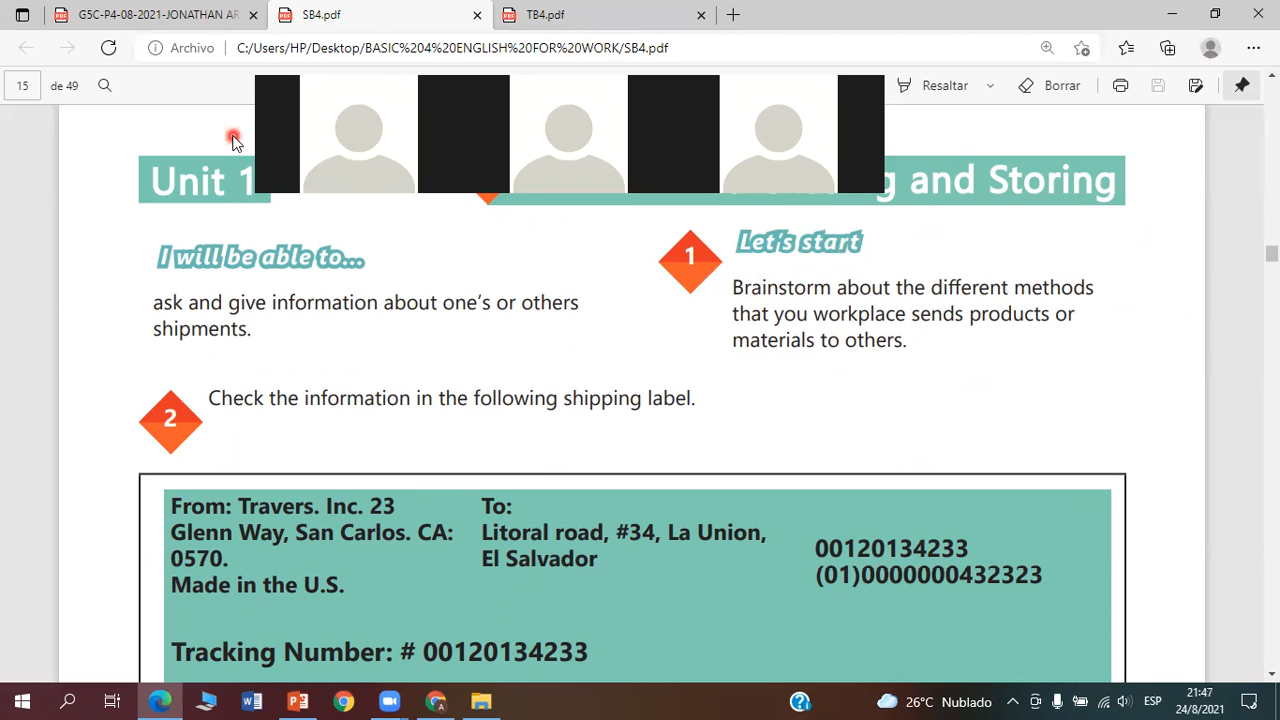 G5C-P4-08-2021-JONATHAN AR
SB4.pdf
TB4.pdf
Archivo
C:/Users/HP/Desktop/BASIC%204%20ENGLISH%20FOR%20WORK/SB4.pdf
15 de 49
Resaltar
Borrar
Unit 1
g and Storing
I will be able to...
ask and give information about one's or others
shipments.
1
Let's start
Brainstorm about the different methods
that you workplace sends products or
materials to others.
2
Check the information in the following shipping label.
From: Travers. Inc. 23
Glenn Way, San Carlos. CA:
0570.
Made in the U.S.
To:
Litoral road, #34, La Union,
El Salvador
00120134233
(01)0000000432323
Tracking Number: # 00120134233
26°C Nublado
ESP
21:47
24/8/2021